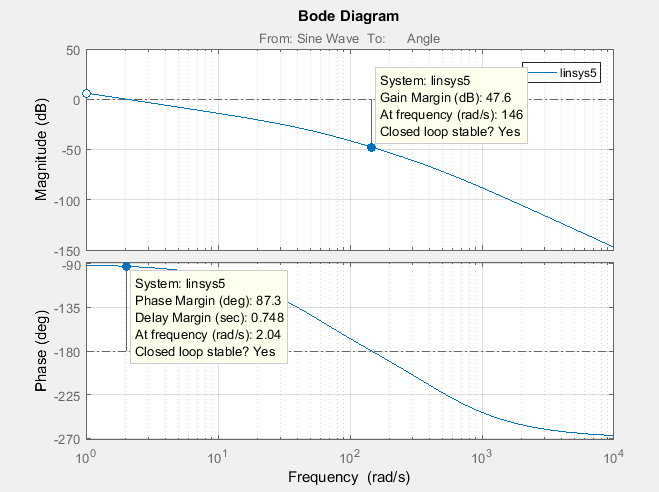 Bode Diagram
From: Sine Wave To: Angle
linsys5
System: linsys5
Gain Margin (dB): 47.6
At frequency (rad/s): 146
Closed loop stable? Yes
50
0
-50
-100
-150
Magnitude (dB)
System: linsys5
Phase Margin (deg): 87.3
Delay Margin (sec): 0.748
At frequency (rad/s): 2.04
Closed loop stable? Yes
-90
-135
-180
-225
-270
Phase (deg)
10^0 10^1 10^2 10^3 10^4
Frequency (rad/s)